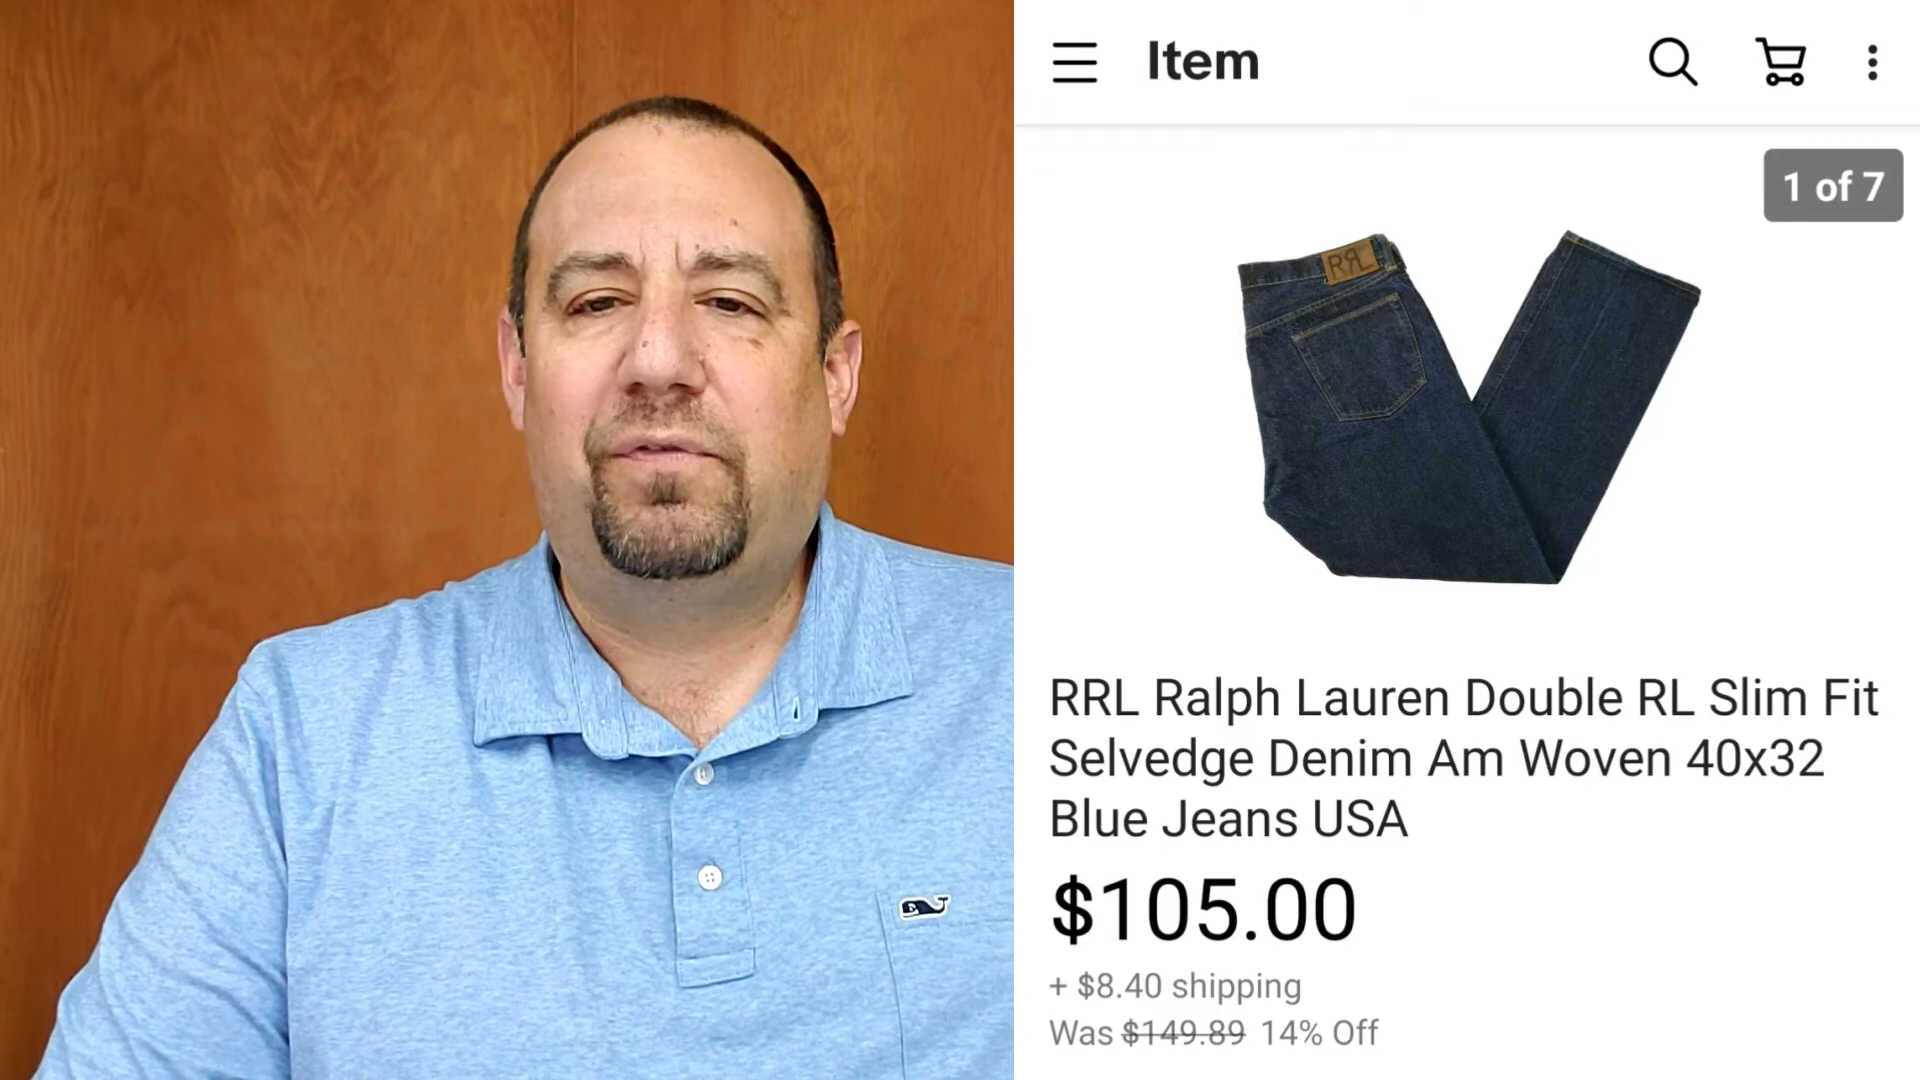 Item
1 of 7
RRL
RRL Ralph Lauren Double RL Slim Fit
Selvedge Denim Am Woven 40x32
Blue Jeans USA
$105.00
+ $8.40 shipping
Was $149.89 14% Off